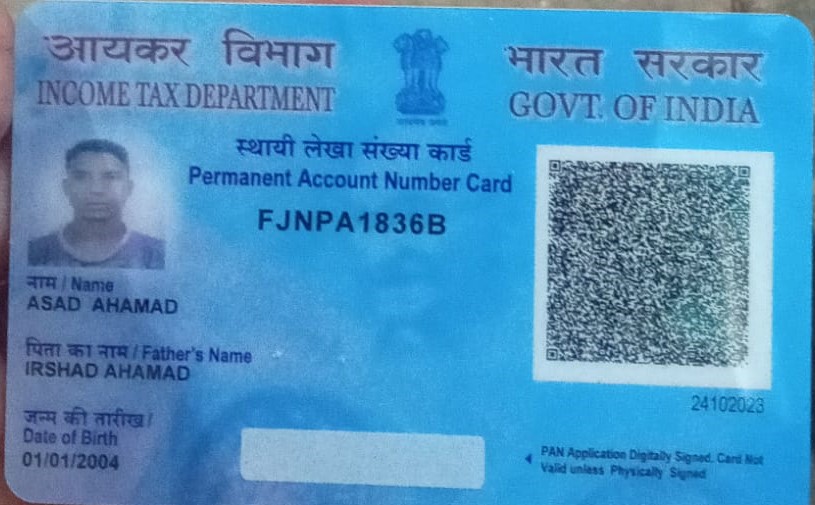 आयकर विभाग
INCOME TAX DEPARTMENT
भारत सरकार
GOVT. OF INDIA
स्थायी लेखा संख्या कार्ड
Permanent Account Number Card
FJNPA1836B
नाम / Name
ASAD AHAMAD
पिता का नाम / Father's Name
IRSHAD AHAMAD
जन्म की तारीख /
Date of Birth
01/01/2004
24102023
PAN Application Digitally Signed, Card Not
Valid unless Physically Signed